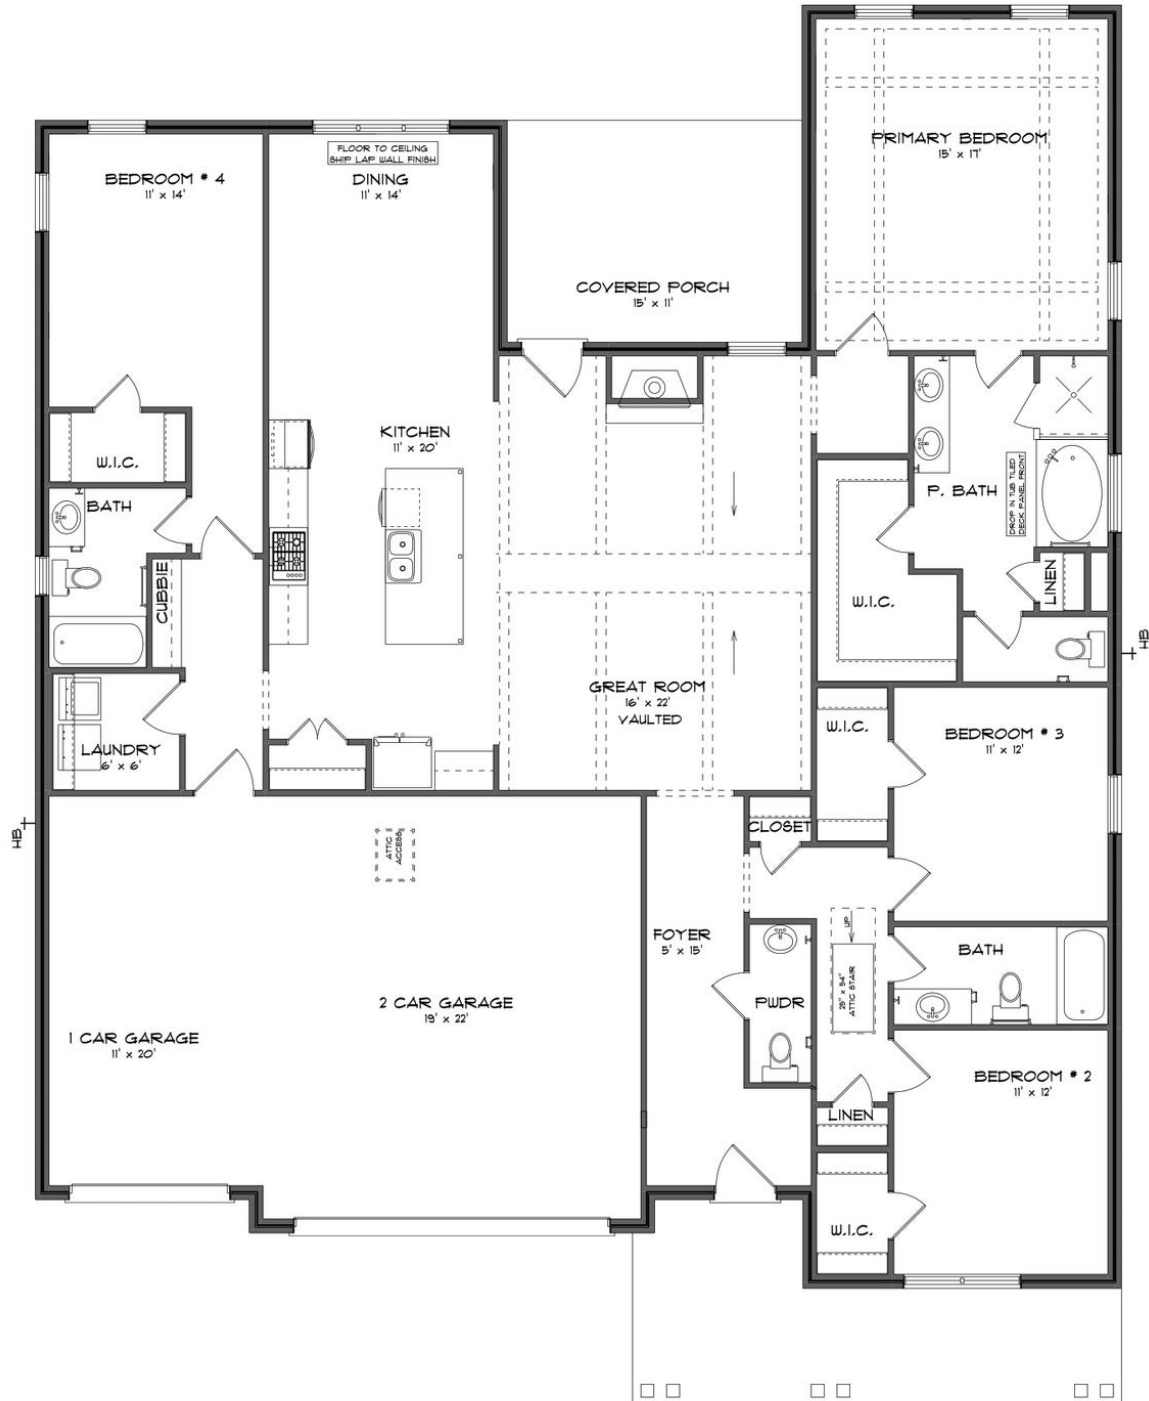 PRIMARY BEDROOM
15' x 17'
FLOOR TO CEILING
SHIP LAP WALL FINISH
DINING
11' x 14'
BEDROOM # 4
11' x 14'
COVERED PORCH
15' x 11'
KITCHEN
11' x 20'
W.I.C.
BATH
P. BATH
DROP IN TUB TILED
DECK PANEL FRONT
CUBBIE
LINEN
W.I.C.
HB
GREAT ROOM
16' x 22'
VAULTED
LAUNDRY
6' x 6'
W.I.C.
BEDROOM # 3
11' x 12'
HB
CLOSET
ATTIC
ACCESS
UP
FOYER
5' x 15'
BATH
25" x 54"
ATTIC STAIR
PWDR
2 CAR GARAGE
19' x 22'
1 CAR GARAGE
11' x 20'
BEDROOM # 2
11' x 12'
LINEN
W.I.C.